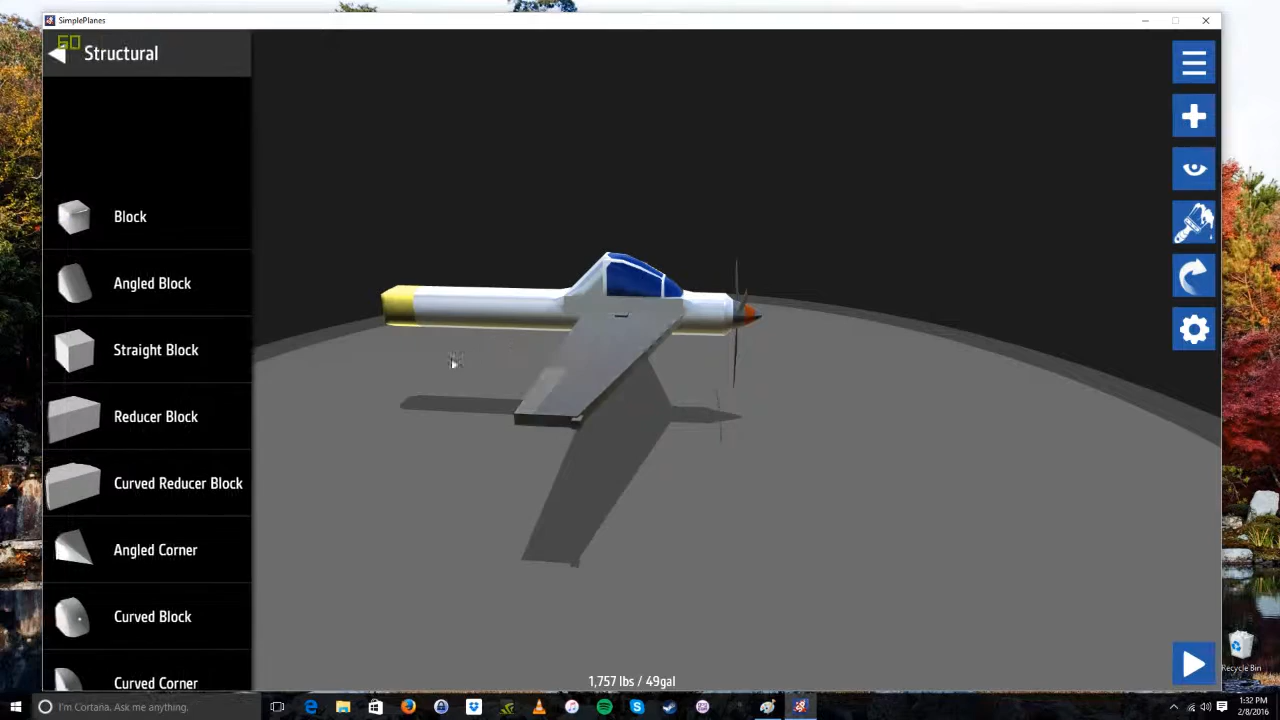 SimplePlanes
60
Structural
Block
Angled Block
Straight Block
Reducer Block
Curved Reducer Block
Angled Corner
Curved Block
Curved Corner
1,757 lbs / 49gal
Recycle Bin
I'm Cortana. Ask me anything.
1:32 PM
2/8/2016